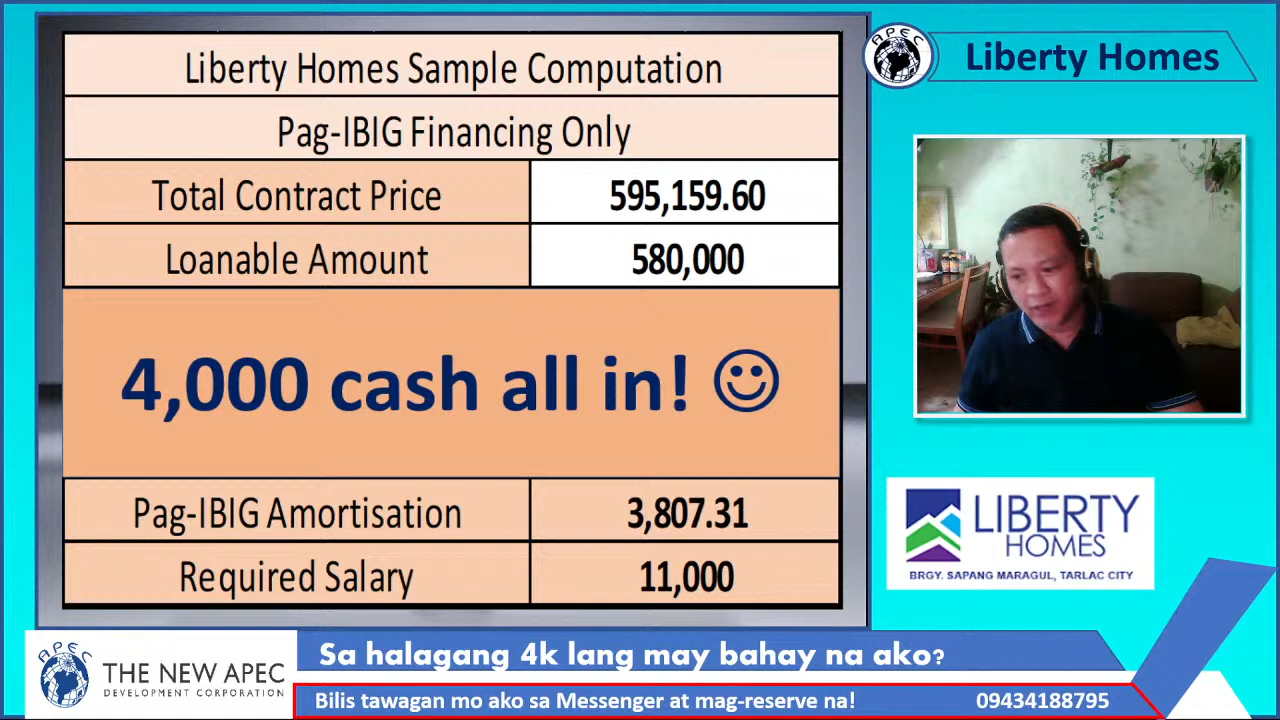 Liberty Homes Sample Computation
Pag-IBIG Financing Only
Total Contract Price 595,159.60
Loanable Amount 580,000
4,000 cash all in! ☺
Pag-IBIG Amortisation 3,807.31
Required Salary 11,000
APEC
Liberty Homes
LIBERTY
HOMES
BRGY. SAPANG MARAGUL, TARLAC CITY
APEC
THE NEW APEC
DEVELOPMENT CORPORATION
Sa halagang 4k lang may bahay na ako?
Bilis tawagan mo ako sa Messenger at mag-reserve na! 09434188795